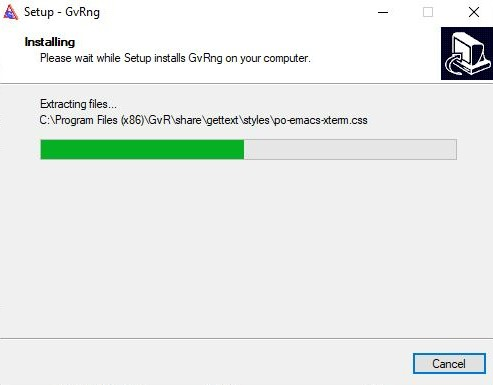 Setup - GvRng
Installing
Please wait while Setup installs GvRng on your computer.
Extracting files...
C:\Program Files (x86)\GvR\share\gettext\styles\po-emacs-xterm.css
Cancel